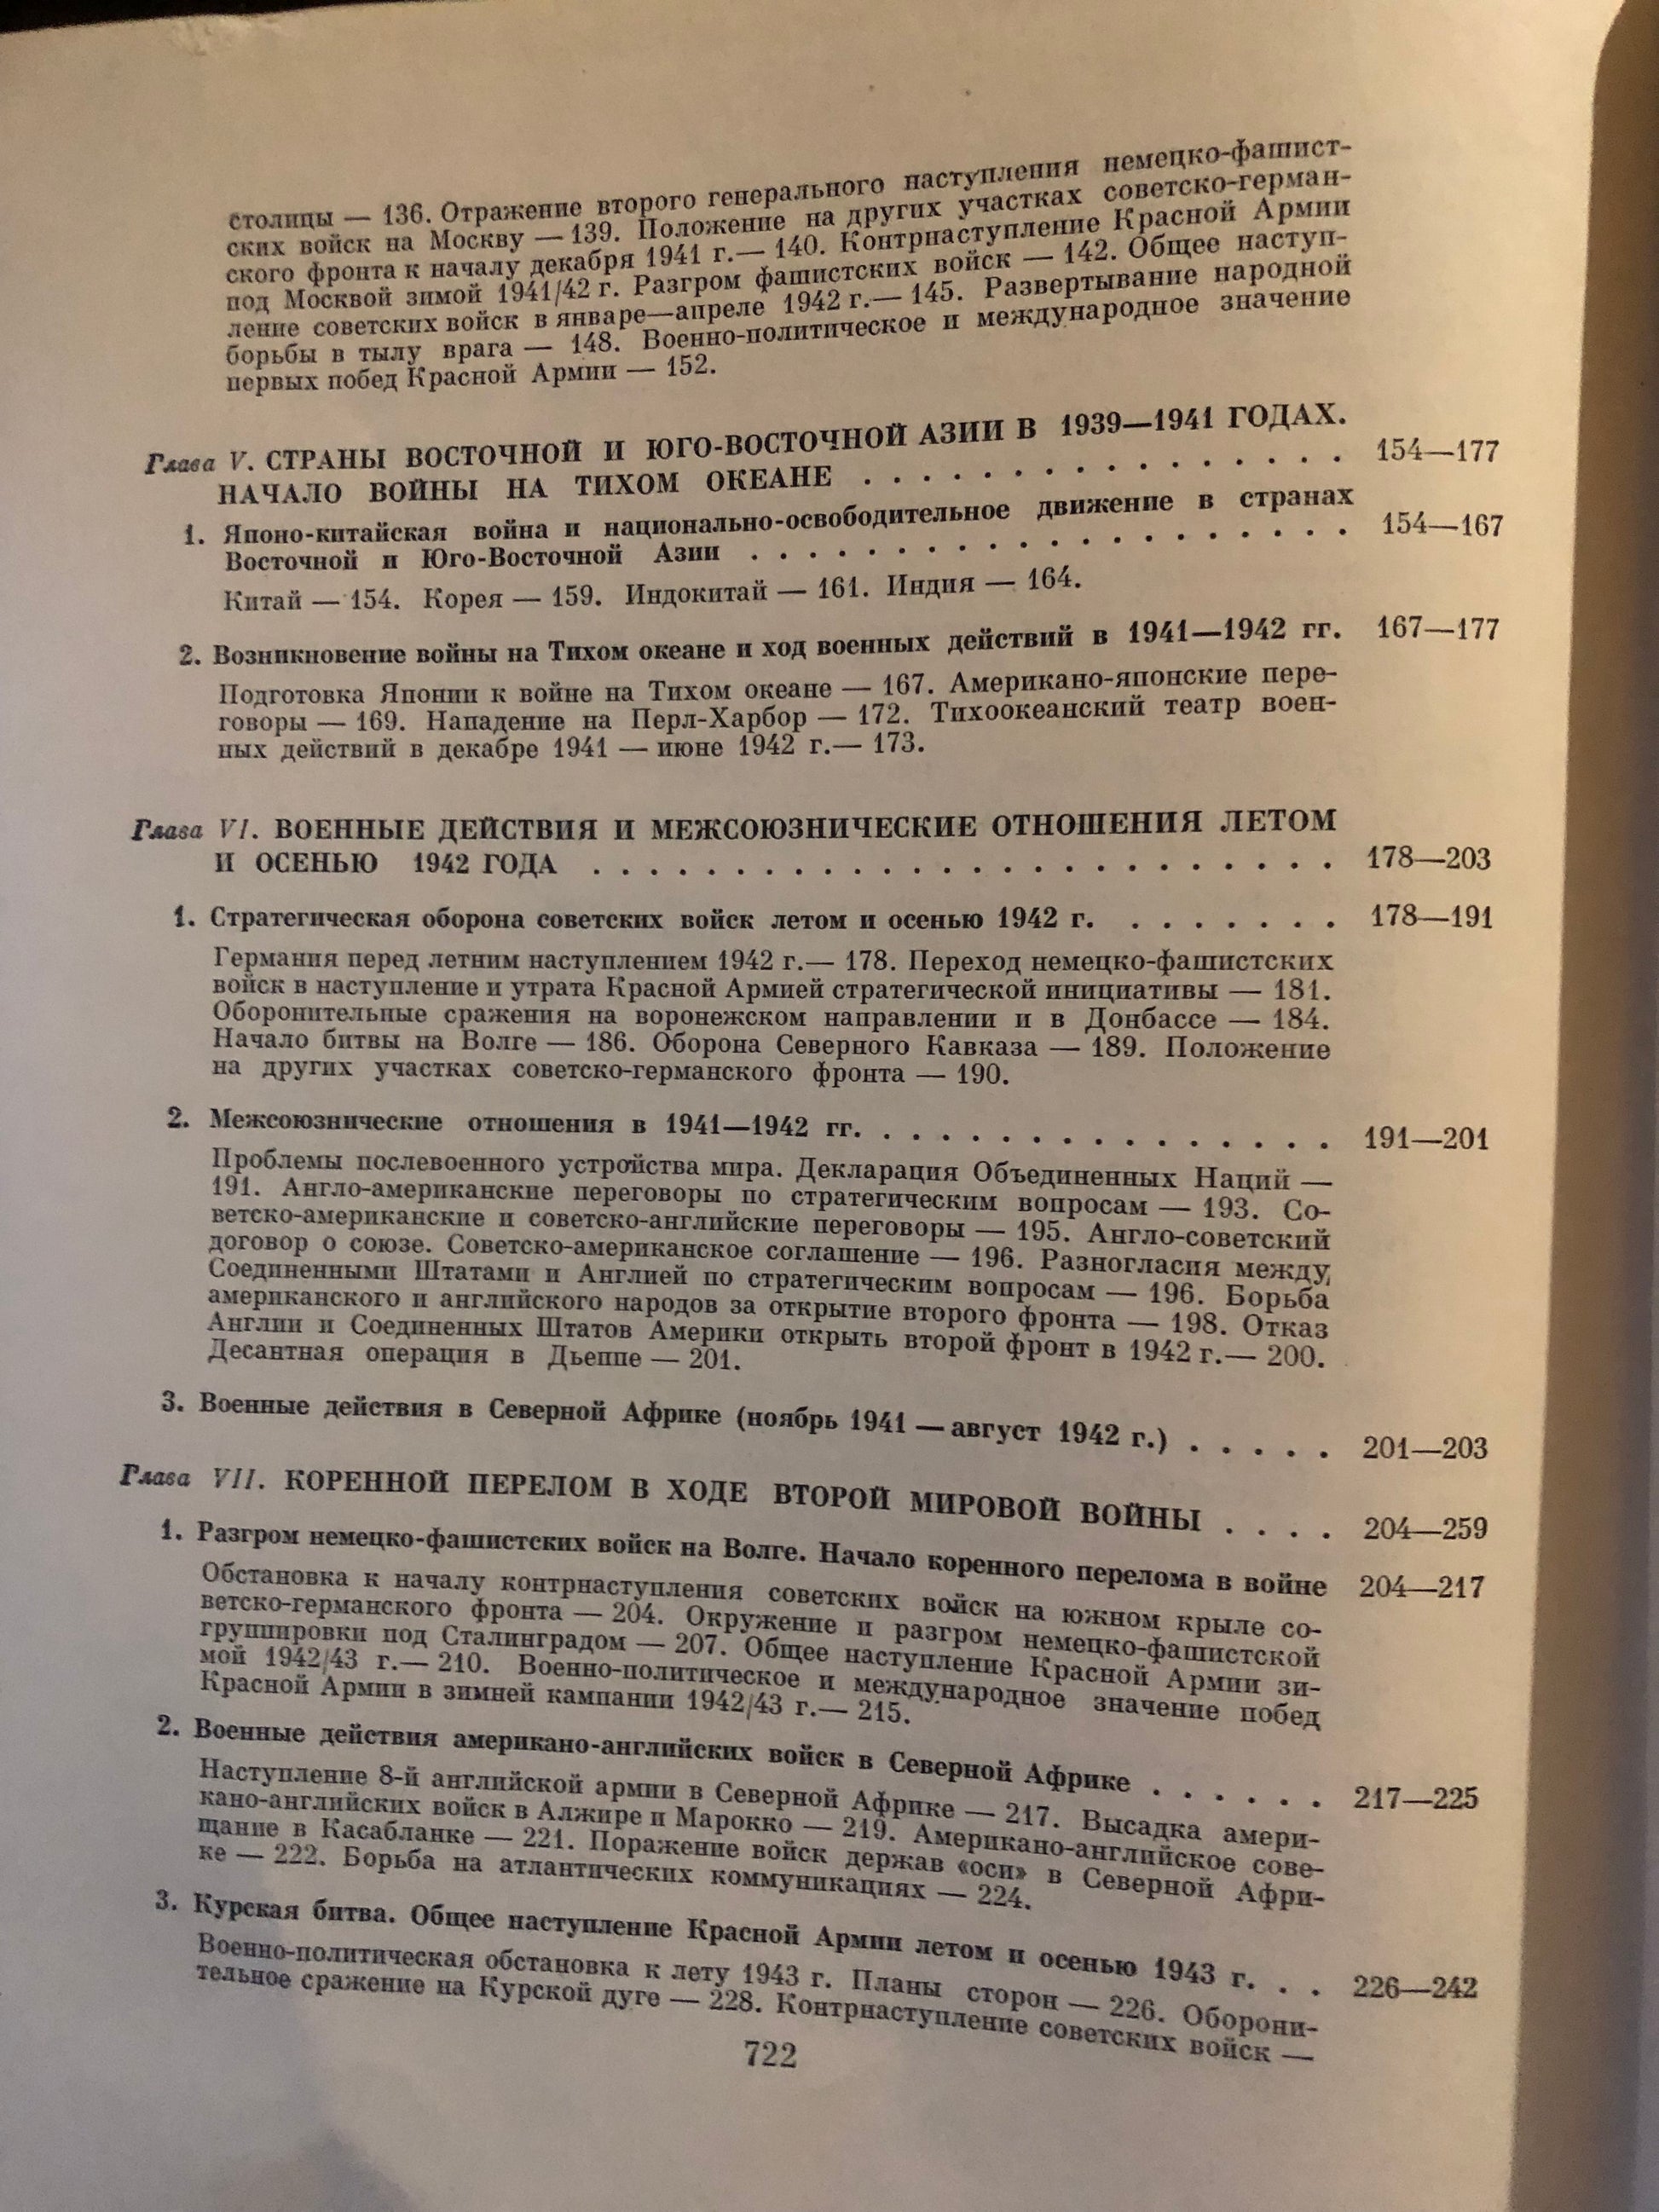 столицы — 136. Отражение второго генерального наступления немецко-фашист-
ских войск на Москву — 139. Положение на других участках советско-герман-
ского фронта к началу декабря 1941 г.— 140. Контрнаступление Красной Армии
под Москвой зимой 1941/42 г. Разгром фашистских войск — 142. Общее наступ-
ление советских войск в январе—апреле 1942 г.— 145. Развертывание народной
борьбы в тылу врага — 148. Военно-политическое и международное значение
первых побед Красной Армии — 152.
Глава V. СТРАНЫ ВОСТОЧНОЙ И ЮГО-ВОСТОЧНОЙ АЗИИ В 1939—1941 ГОДАХ.
НАЧАЛО ВОЙНЫ НА ТИХОМ ОКЕАНЕ . . . . . . . . . . . . . . . . 154—177
1. Японо-китайская война и национально-освободительное движение в странах
Восточной и Юго-Восточной Азии . . . . . . . . . . . . . . . . . . . . 154—167
Китай — 154. Корея — 159. Индокитай — 161. Индия — 164.
2. Возникновение войны на Тихом океане и ход военных действий в 1941—1942 гг. 167—177
Подготовка Японии к войне на Тихом океане — 167. Американо-японские пере-
говоры — 169. Нападение на Перл-Харбор — 172. Тихоокеанский театр воен-
ных действий в декабре 1941 — июне 1942 г.— 173.
Глава VI. ВОЕННЫЕ ДЕЙСТВИЯ И МЕЖСОЮЗНИЧЕСКИЕ ОТНОШЕНИЯ ЛЕТОМ
И ОСЕНЬЮ 1942 ГОДА . . . . . . . . . . . . . . . . . . . . . . . . . . 178—203
1. Стратегическая оборона советских войск летом и осенью 1942 г. . . . . . . . . 178—191
Германия перед летним наступлением 1942 г.— 178. Переход немецко-фашистских
войск в наступление и утрата Красной Армией стратегической инициативы — 181.
Оборонительные сражения на воронежском направлении и в Донбассе — 184.
Начало битвы на Волге — 186. Оборона Северного Кавказа — 189. Положение
на других участках советско-германского фронта — 190.
2. Межсоюзнические отношения в 1941—1942 гг. . . . . . . . . . . . . . . . . 191—201
Проблемы послевоенного устройства мира. Декларация Объединенных Наций —
191. Англо-американские переговоры по стратегическим вопросам — 193. Со-
ветско-американские и советско-английские переговоры — 195. Англо-советский
договор о союзе. Советско-американское соглашение — 196. Разногласия между
Соединенными Штатами и Англией по стратегическим вопросам — 196. Борьба
американского и английского народов за открытие второго фронта — 198. Отказ
Англии и Соединенных Штатов Америки открыть второй фронт в 1942 г.— 200.
Десантная операция в Дьеппе — 201.
3. Военные действия в Северной Африке (ноябрь 1941 — август 1942 г.) . . . . . 201—203
Глава VII. КОРЕННОЙ ПЕРЕЛОМ В ХОДЕ ВТОРОЙ МИРОВОЙ ВОЙНЫ . . . . 204—259
1. Разгром немецко-фашистских войск на Волге. Начало коренного перелома в войне 204—217
Обстановка к началу контрнаступления советских войск на южном крыле со-
ветско-германского фронта — 204. Окружение и разгром немецко-фашистской
группировки под Сталинградом — 207. Общее наступление Красной Армии зи-
мой 1942/43 г.— 210. Военно-политическое и международное значение побед
Красной Армии в зимней кампании 1942/43 г.— 215.
2. Военные действия американо-английских войск в Северной Африке . . . . . . 217—225
Наступление 8-й английской армии в Северной Африке — 217. Высадка амери-
кано-английских войск в Алжире и Марокко — 219. Американо-английское сове-
щание в Касабланке — 221. Поражение войск держав «оси» в Северной Афри-
ке — 222. Борьба на атлантических коммуникациях — 224.
3. Курская битва. Общее наступление Красной Армии летом и осенью 1943 г. . . 226—242
Военно-политическая обстановка к лету 1943 г. Планы сторон — 226. Оборони-
тельное сражение на Курской дуге — 228. Контрнаступление советских войск —
722